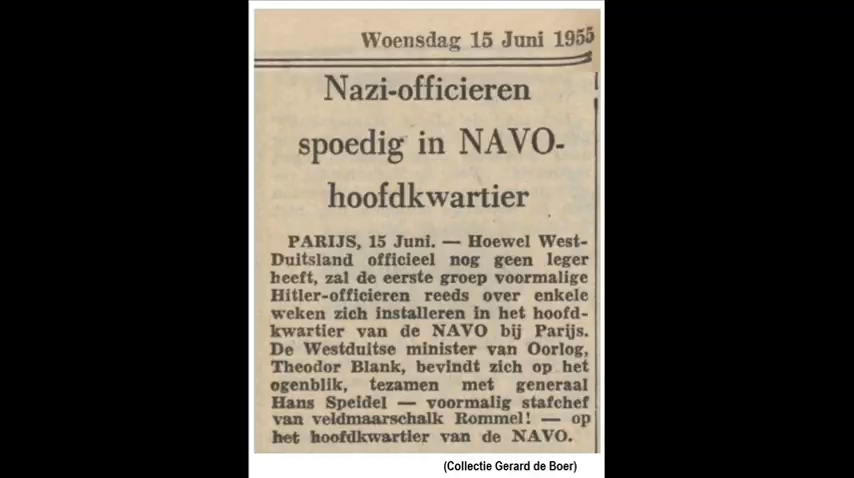 Woensdag 15 Juni 1955
Nazi-officieren
spoedig in NAVO-
hoofdkwartier
PARIJS, 15 Juni. — Hoewel West-
Duitsland officieel nog geen leger
heeft, zal de eerste groep voormalige
Hitler-officieren reeds over enkele
weken zich installeren in het hoofd-
kwartier van de NAVO bij Parijs.
De Westduitse minister van Oorlog,
Theodor Blank, bevindt zich op het
ogenblik, tezamen met generaal
Hans Speidel — voormalig stafchef
van veldmaarschalk Rommel! — op
het hoofdkwartier van de NAVO.
(Collectie Gerard de Boer)